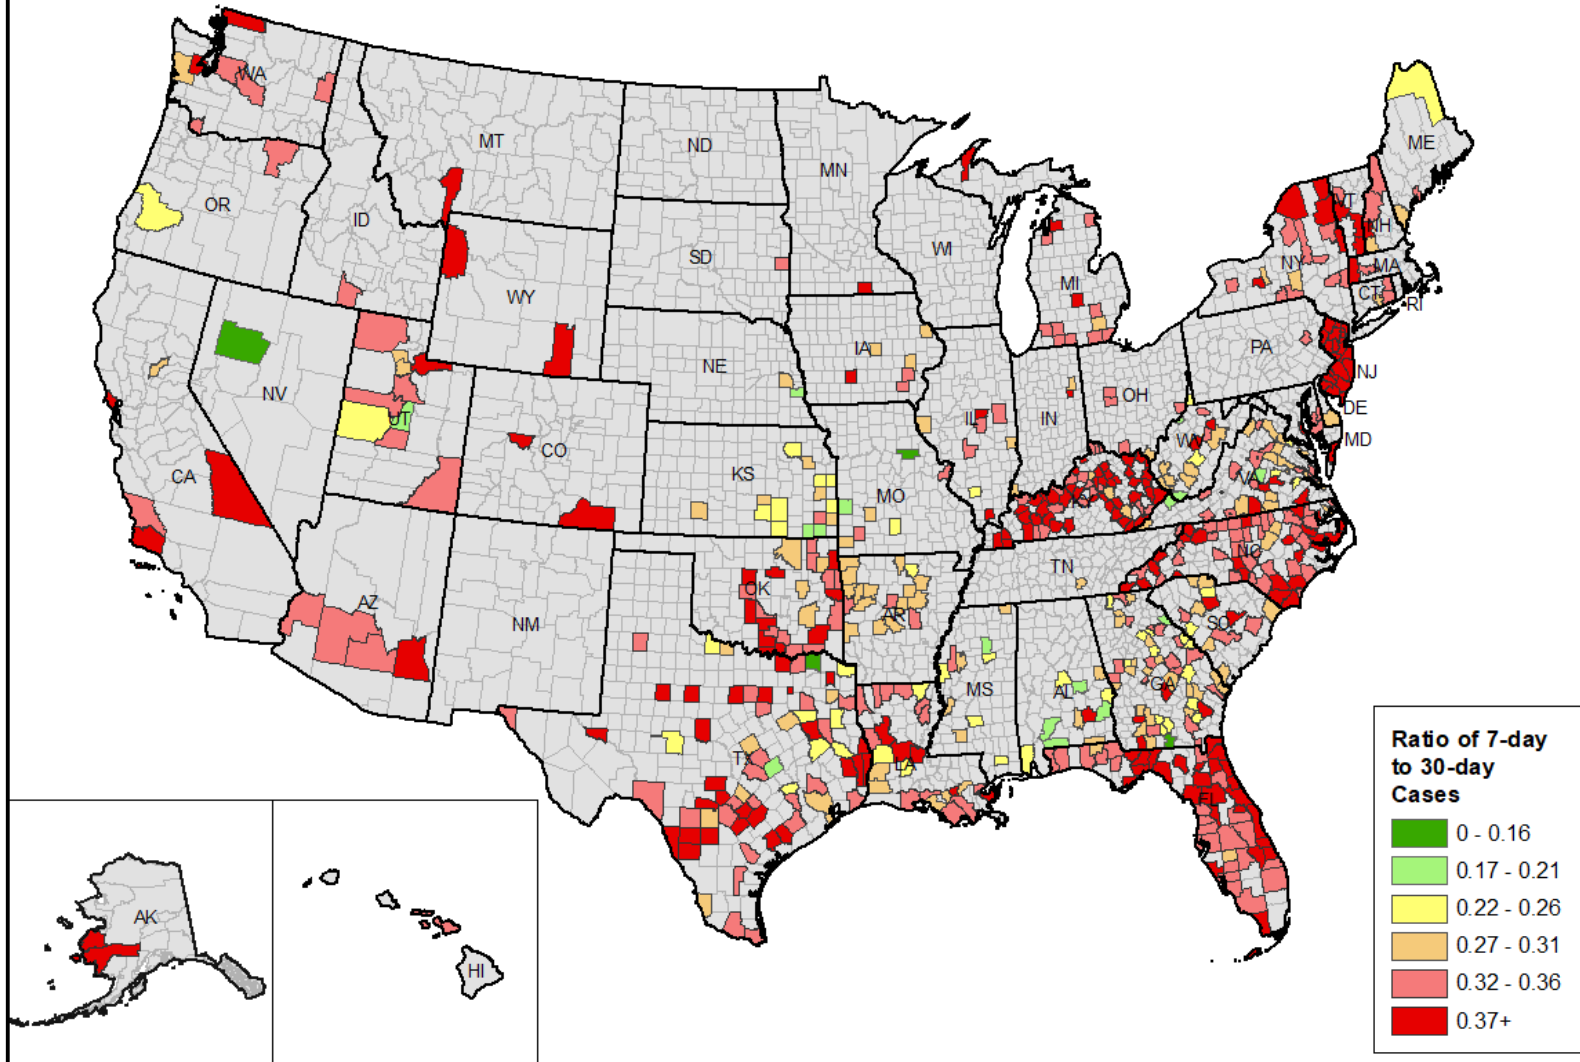 WA
MT
ND
MN
ME
OR
ID
SD
WI
VT
NH
NY
MA
CT
RI
MI
WY
IA
NE
PA
NJ
NV
UT
CO
IL
IN
OH
DE
MD
CA
KS
MO
WV
VA
KY
AZ
NM
OK
AR
TN
NC
SC
MS
AL
GA
TX
LA
FL
AK
HI
Ratio of 7-day
to 30-day
Cases
0 - 0.16
0.17 - 0.21
0.22 - 0.26
0.27 - 0.31
0.32 - 0.36
0.37+